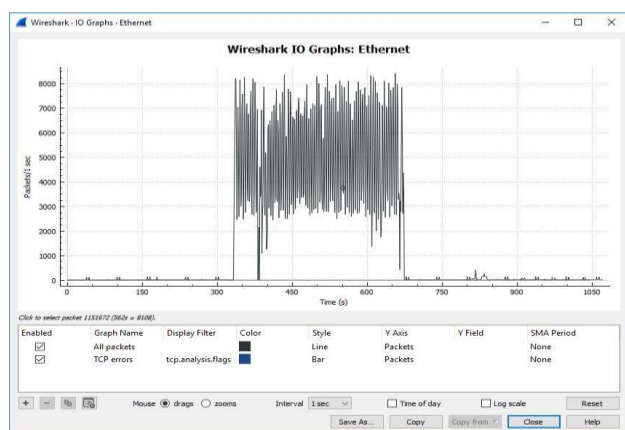 Wireshark · IO Graphs · Ethernet
Wireshark IO Graphs: Ethernet
8000
7000
6000
5000
4000
3000
2000
1000
0
Packets/1 sec
0 150 300 450 600 750 900 1050
Time (s)
Click to select packet 1151672 (562s = 8108).
Enabled Graph Name Display Filter Color Style Y Axis Y Field SMA Period
All packets Line Packets None
TCP errors tcp.analysis.flags Bar Packets None
Mouse drags zooms Interval 1 sec Time of day Log scale Reset
Save As... Copy Copy from Close Help